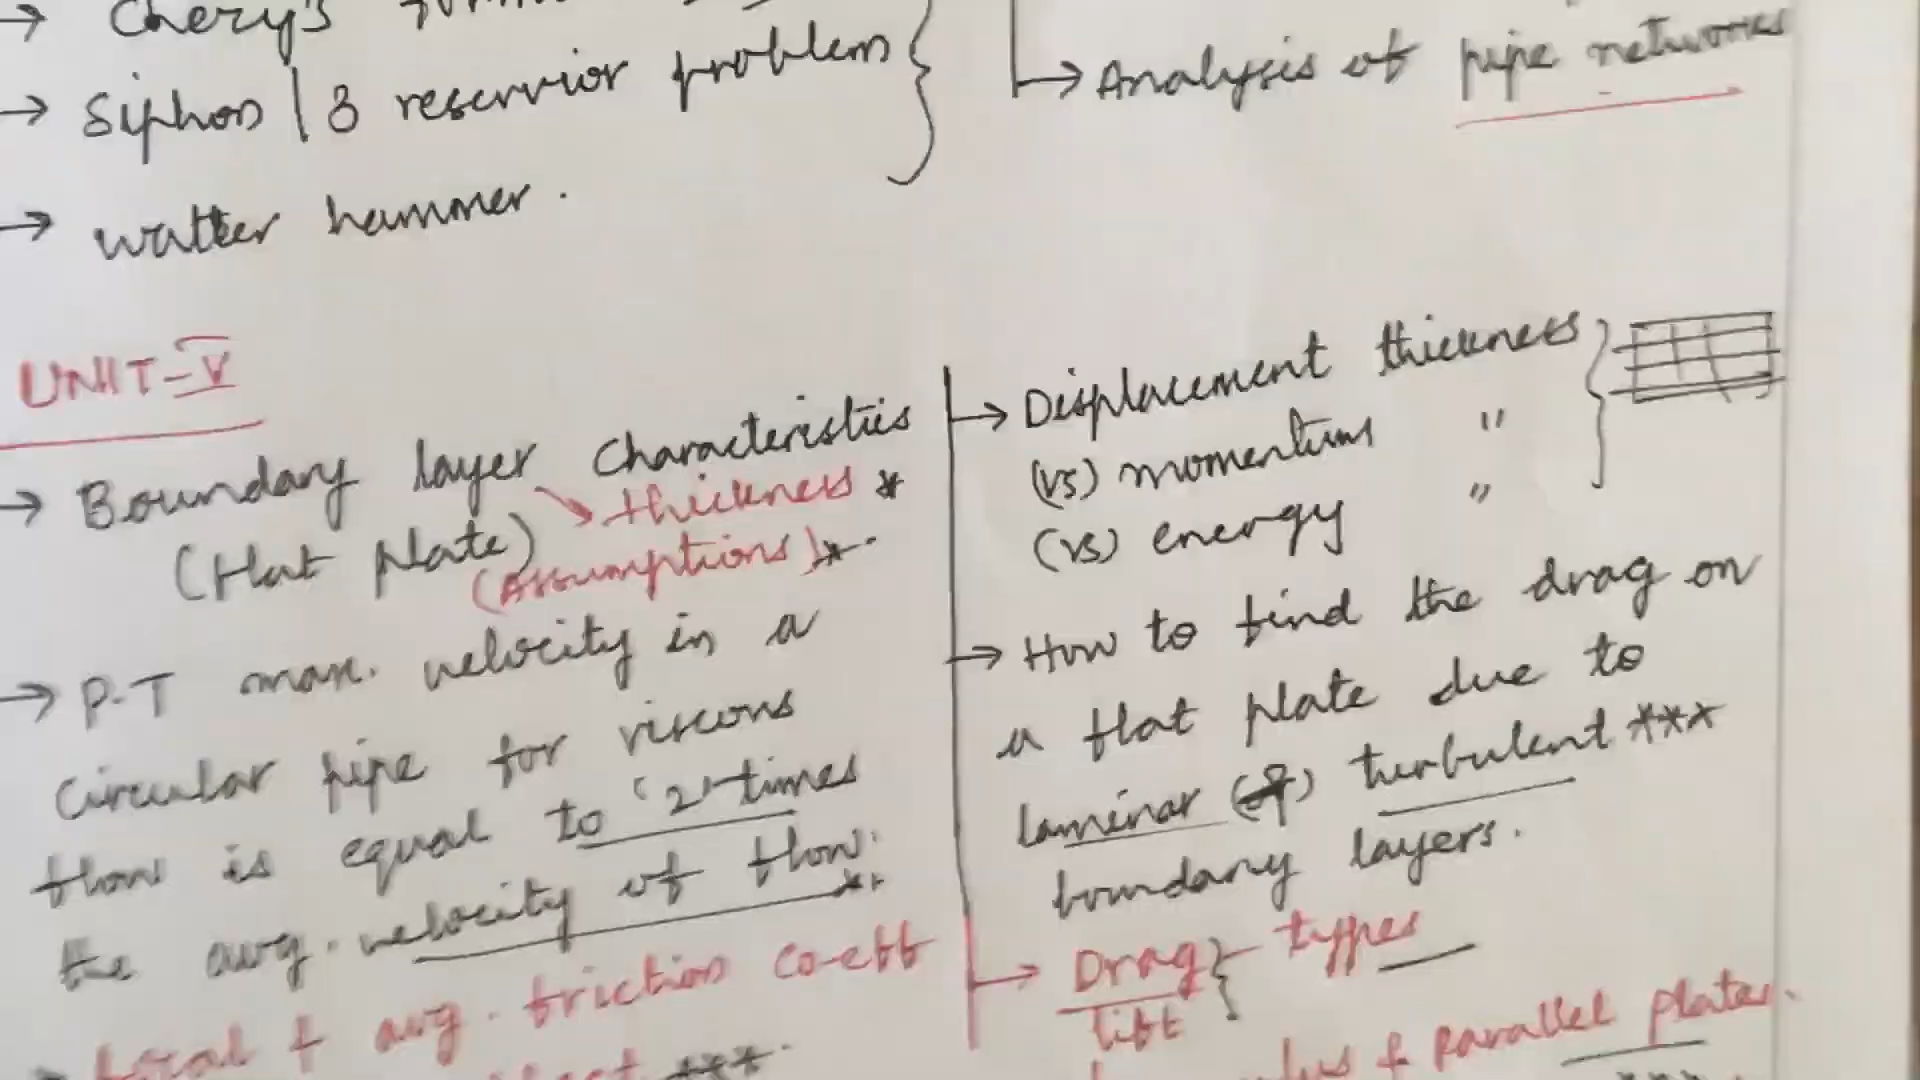 → Chezy's
→ Siphon | 3 reservior problem
→ watter hammer.
→ Analysis of pipe networks
UNIT-V
→ Boundary layer characteristics
→ thickness *
(flat plate)
(Assumptions)*
→ P.T max. velocity in a
circular pipe for viscous
flow is equal to '2' times
the avg. velocity of flow. *
local & avg. friction co-eff
***
→ Displacement thickness
(vs) momentum "
(vs) energy "
→ How to find the drag on
a flat plate due to
laminar (or) turbulent ***
boundary layers.
→ Drag } types
lift
& parallel plates.